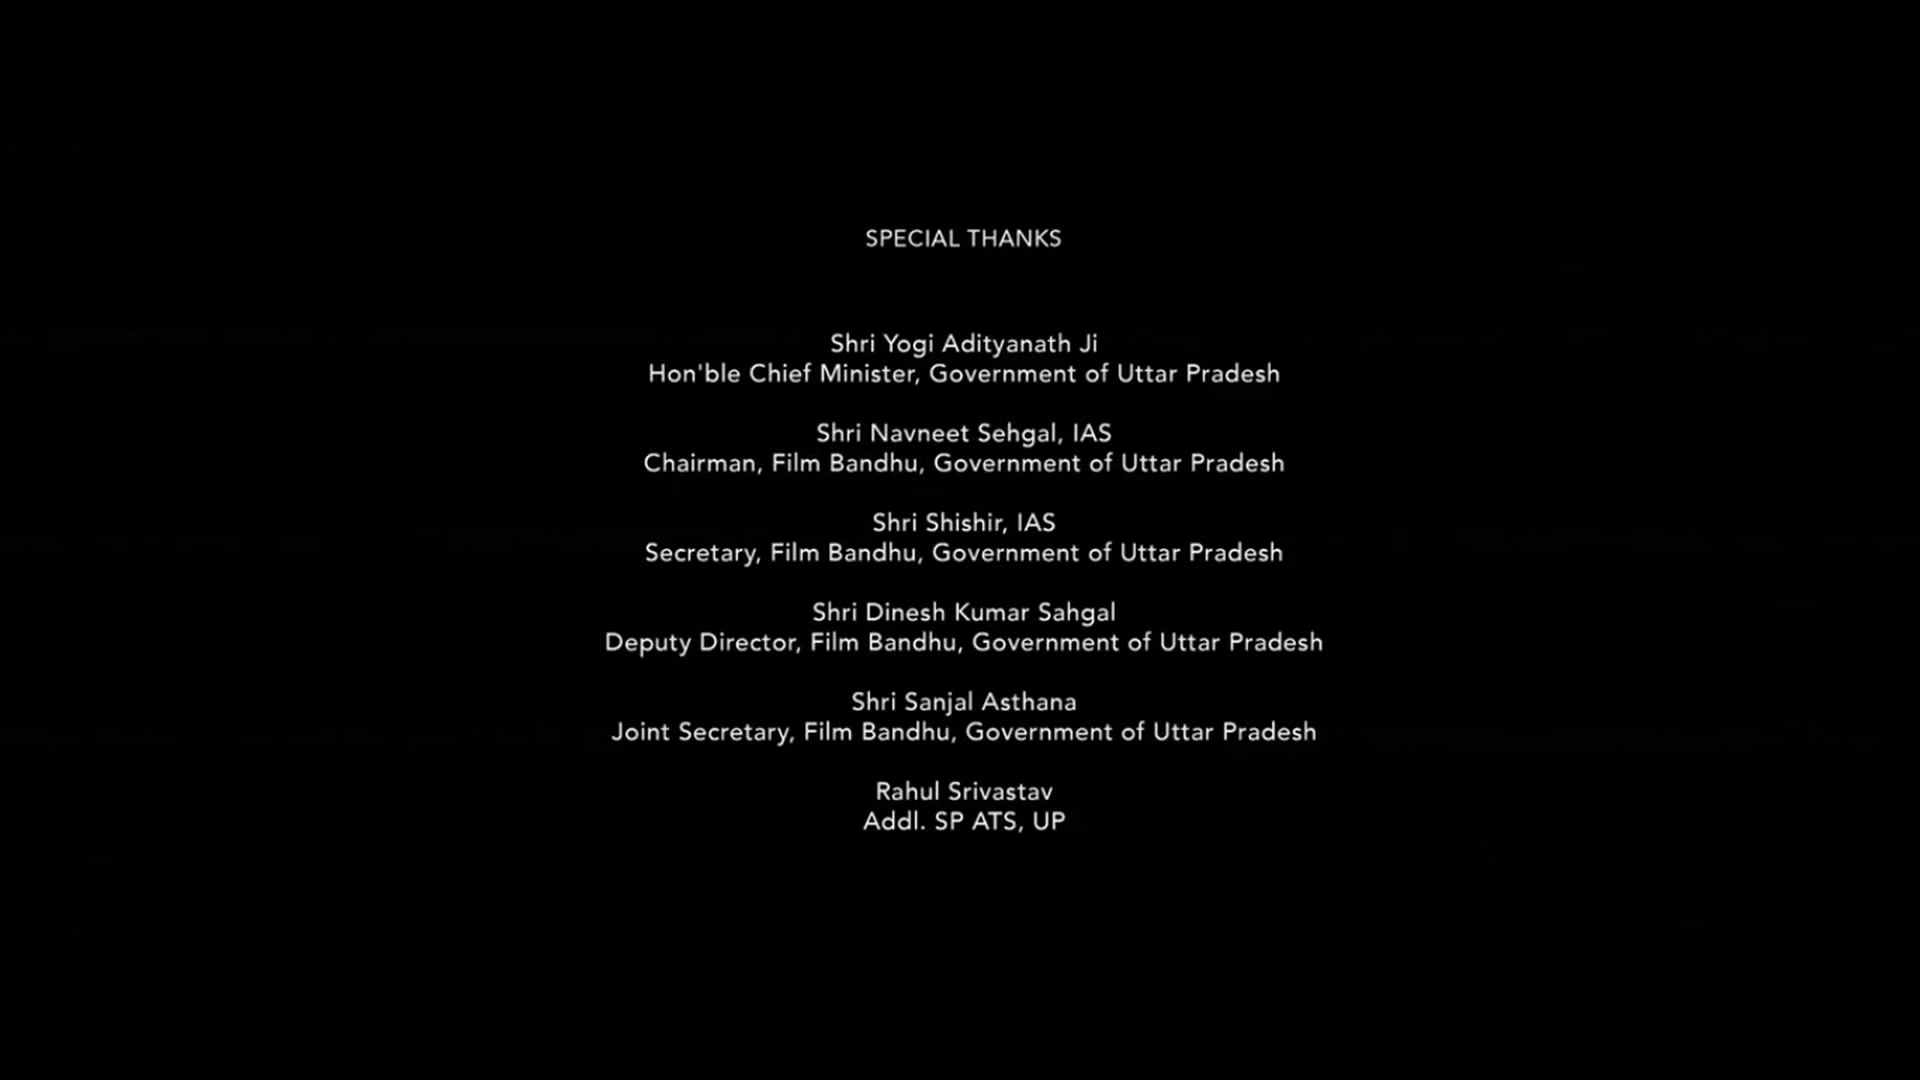 SPECIAL THANKS
Shri Yogi Adityanath Ji
Hon'ble Chief Minister, Government of Uttar Pradesh
Shri Navneet Sehgal, IAS
Chairman, Film Bandhu, Government of Uttar Pradesh
Shri Shishir, IAS
Secretary, Film Bandhu, Government of Uttar Pradesh
Shri Dinesh Kumar Sahgal
Deputy Director, Film Bandhu, Government of Uttar Pradesh
Shri Sanjal Asthana
Joint Secretary, Film Bandhu, Government of Uttar Pradesh
Rahul Srivastav
Addl. SP ATS, UP